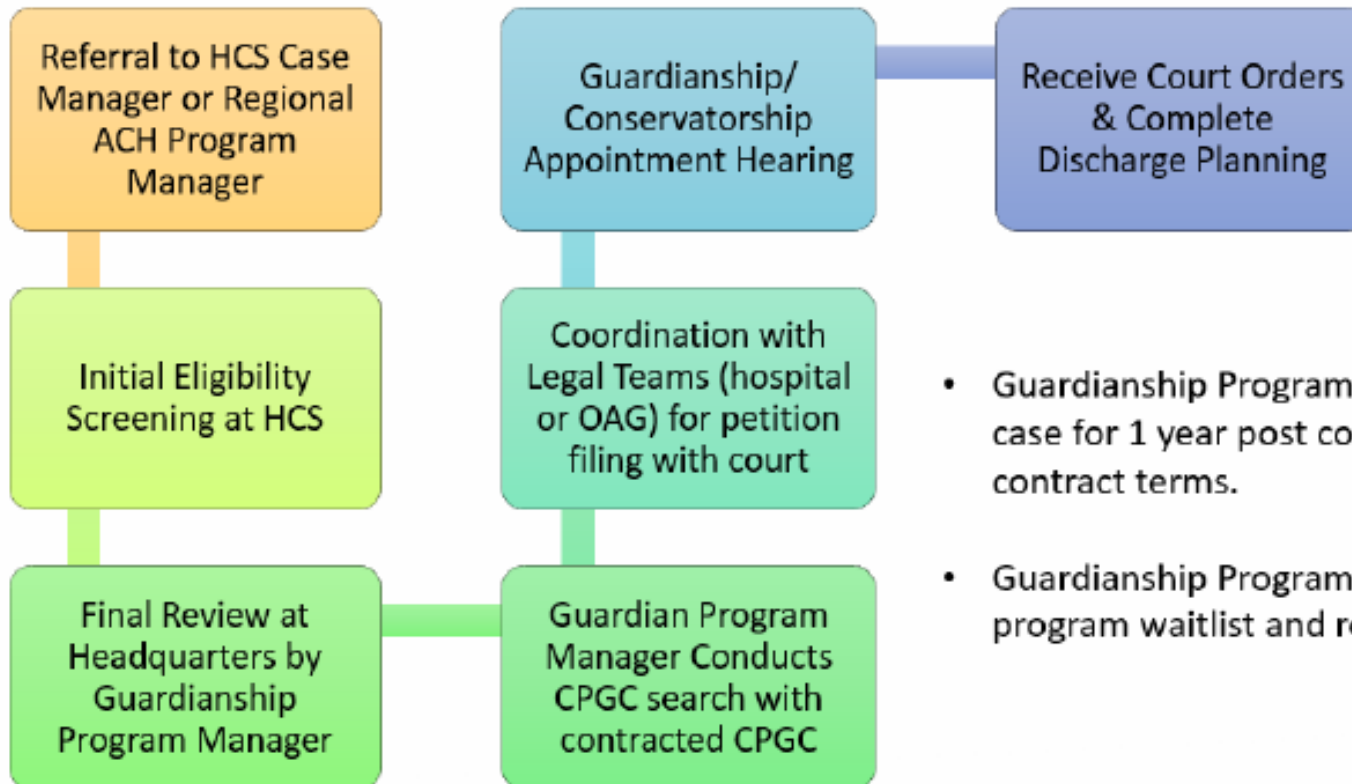 Referral to HCS Case
Manager or Regional
ACH Program
Manager
Initial Eligibility
Screening at HCS
Final Review at
Headquarters by
Guardianship
Program Manager
Guardian Program
Manager Conducts
CPGC search with
contracted CPGC
Coordination with
Legal Teams (hospital
or OAG) for petition
filing with court
Guardianship/
Conservatorship
Appointment Hearing
Receive Court Orders
& Complete
Discharge Planning
• Guardianship Program
case for 1 year post
contract terms.
• Guardianship Program
program waitlist and